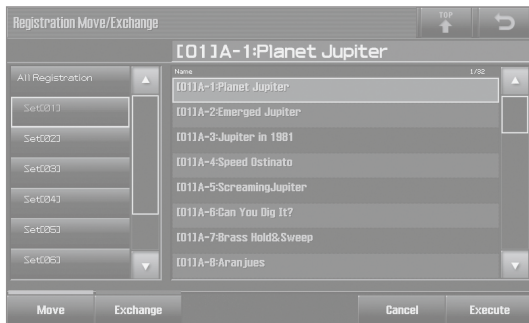 Registration Move/Exchange
TOP
[01]A-1:Planet Jupiter
All Registration
Set[01]
Set[02]
Set[03]
Set[04]
Set[05]
Set[06]
Name
1/32
[01]A-1:Planet Jupiter
[01]A-2:Emerged Jupiter
[01]A-3:Jupiter in 1981
[01]A-4:Speed Ostinato
[01]A-5:ScreamingJupiter
[01]A-6:Can You Dig It?
[01]A-7:Brass Hold&Sweep
[01]A-8:Aranjues
Move
Exchange
Cancel
Execute